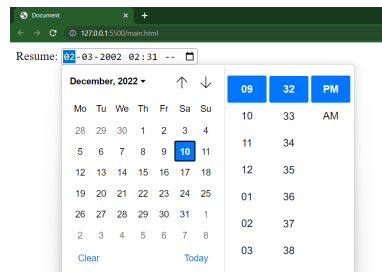 Document × +
127.0.0.1:5500/main.html
Resume: 02-03-2002 02:31 --
December, 2022
Mo Tu We Th Fr Sa Su
28 29 30 1 2 3 4
5 6 7 8 9 10 11
12 13 14 15 16 17 18
19 20 21 22 23 24 25
26 27 28 29 30 31 1
2 3 4 5 6 7 8
Clear Today
09 32 PM
10 33 AM
11 34
12 35
01 36
02 37
03 38